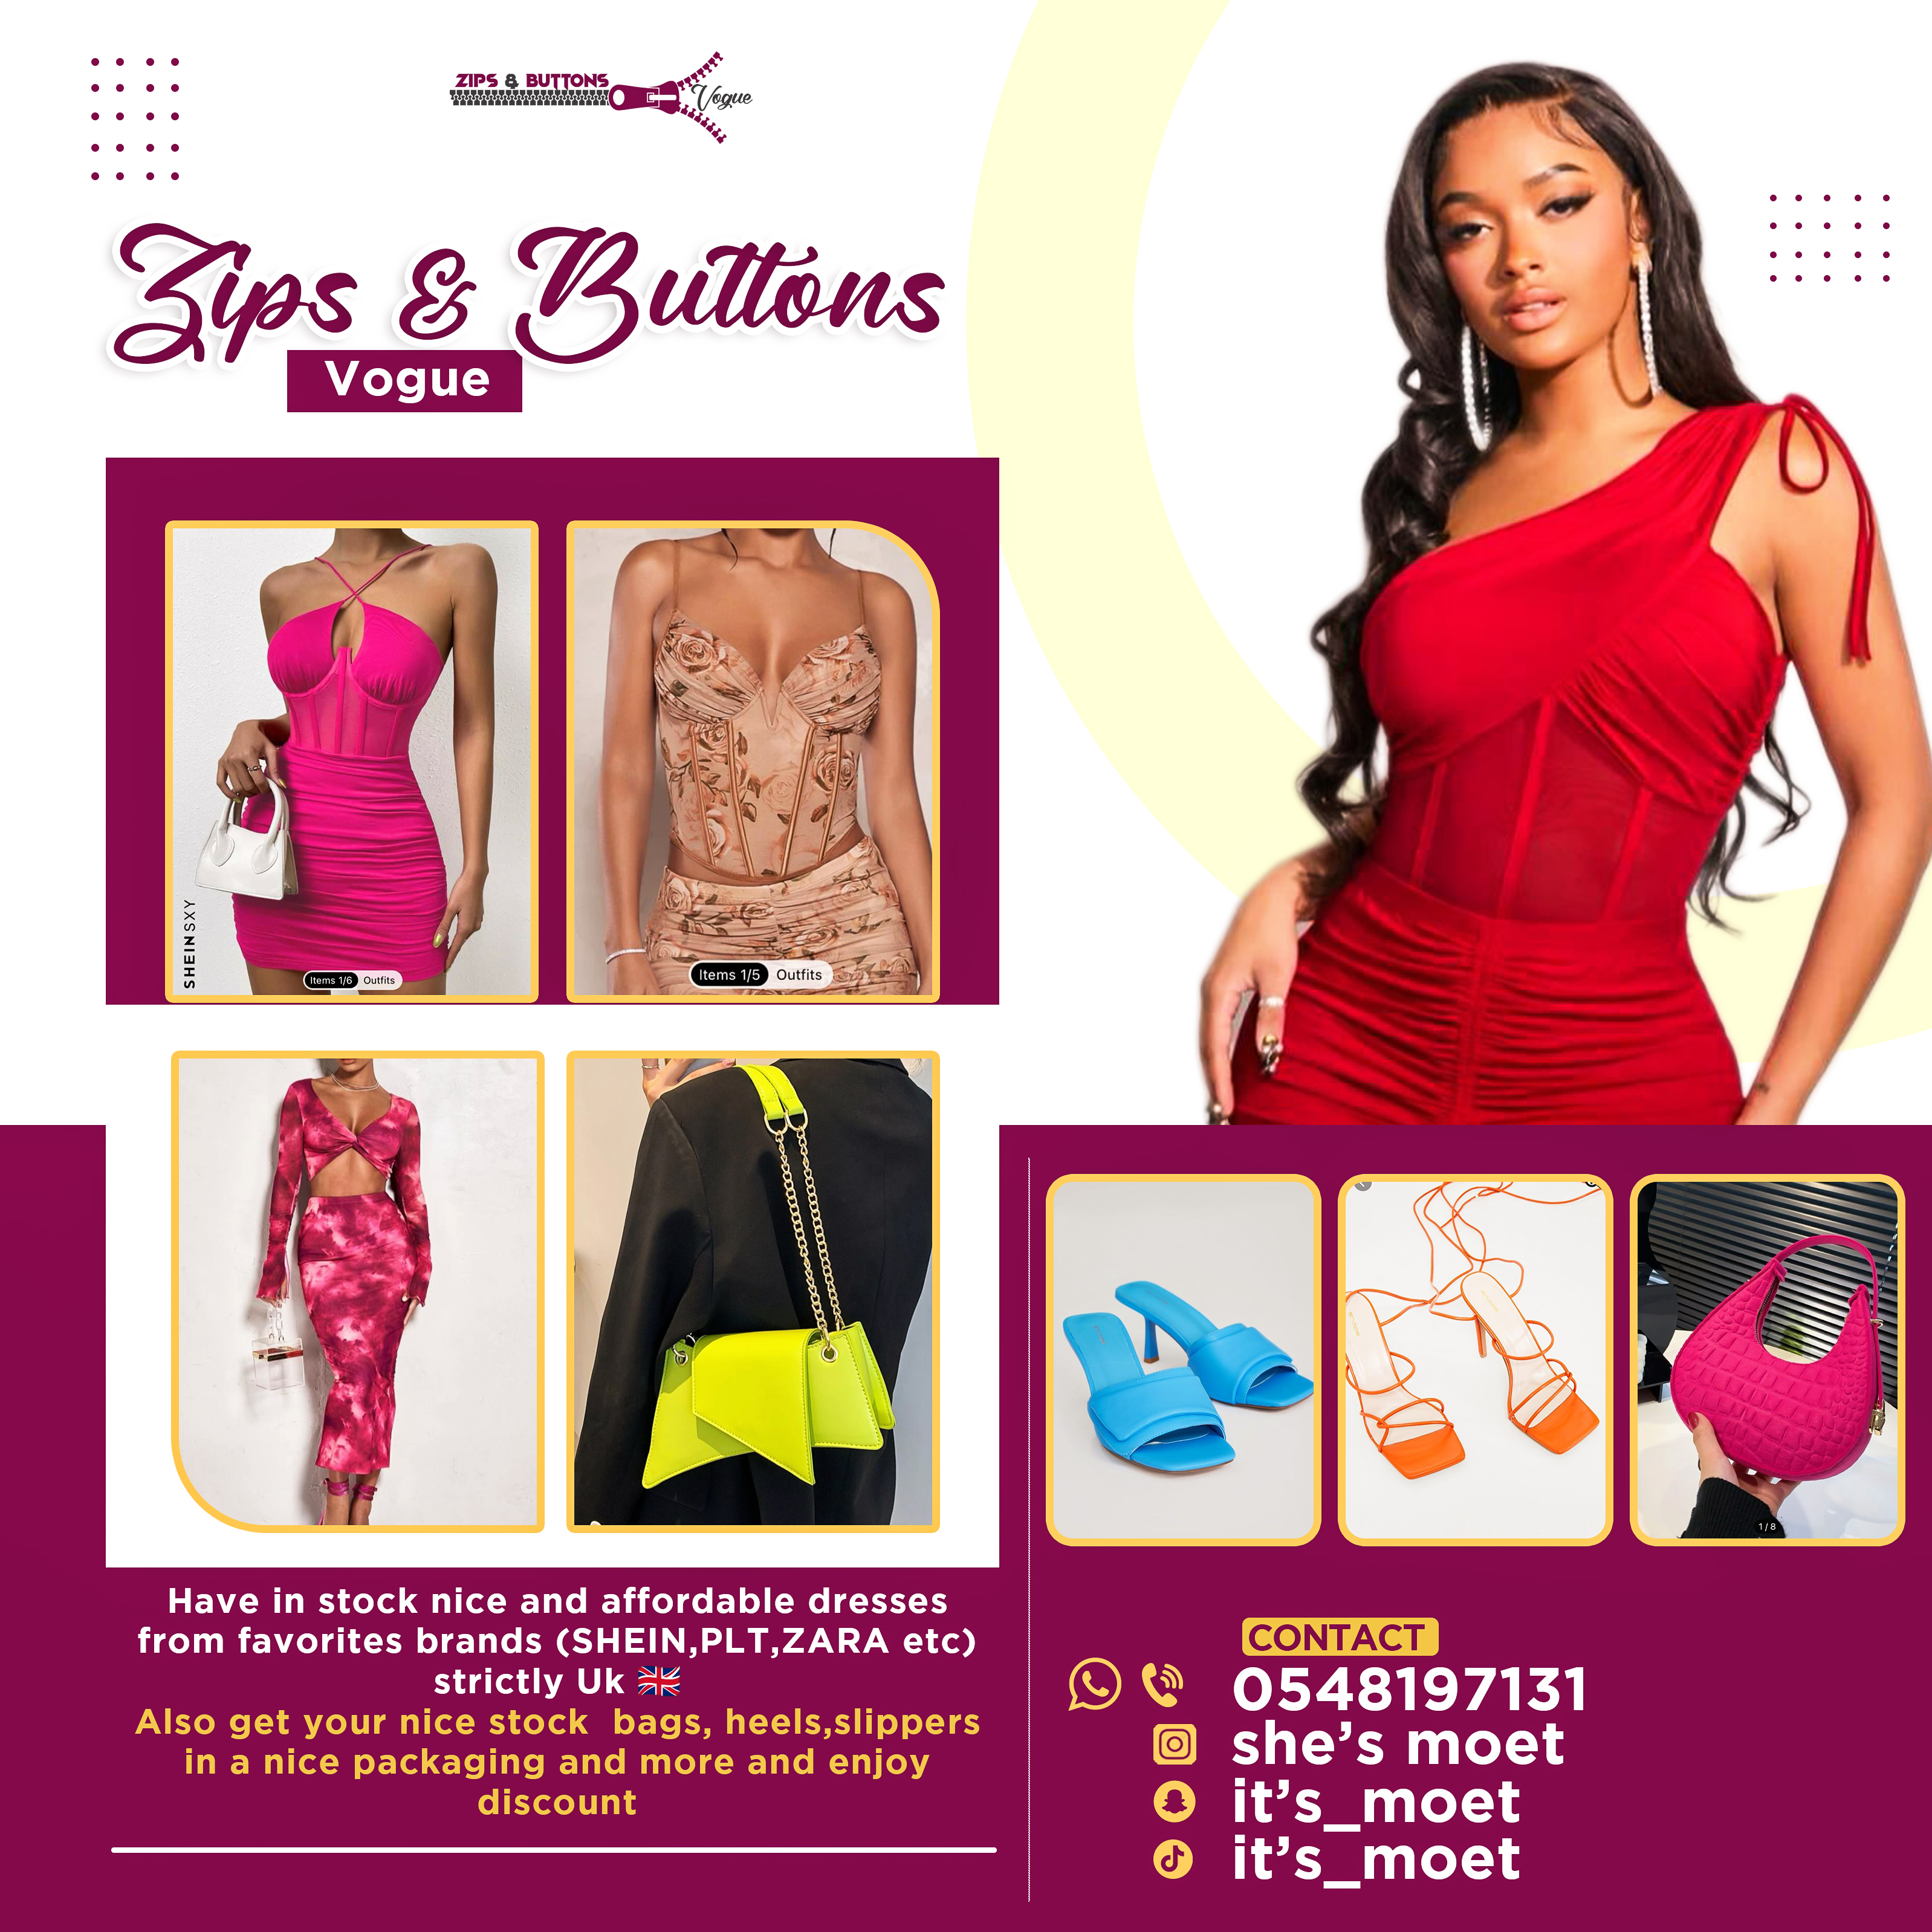 ZIPS & BUTTONS
Vogue
Zips & Buttons
Vogue
SHEINSXY
Items 1/6 Outfits
Items 1/5 Outfits
1/8
Have in stock nice and affordable dresses
from favorites brands (SHEIN,PLT,ZARA etc)
strictly Uk 🇬🇧
Also get your nice stock bags, heels,slippers
in a nice packaging and more and enjoy
discount
CONTACT
0548197131
she's moet
it's_moet
it's_moet